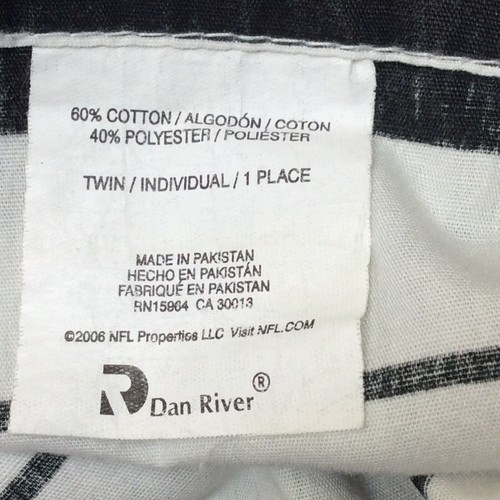 60% COTTON / ALGODÓN / COTON
40% POLYESTER / POLIÉSTER
TWIN / INDIVIDUAL / 1 PLACE
MADE IN PAKISTAN
HECHO EN PAKISTÁN
FABRIQUÉ EN PAKISTAN
RN15964 CA 30013
©2006 NFL Properties LLC Visit NFL.COM
Dan River®